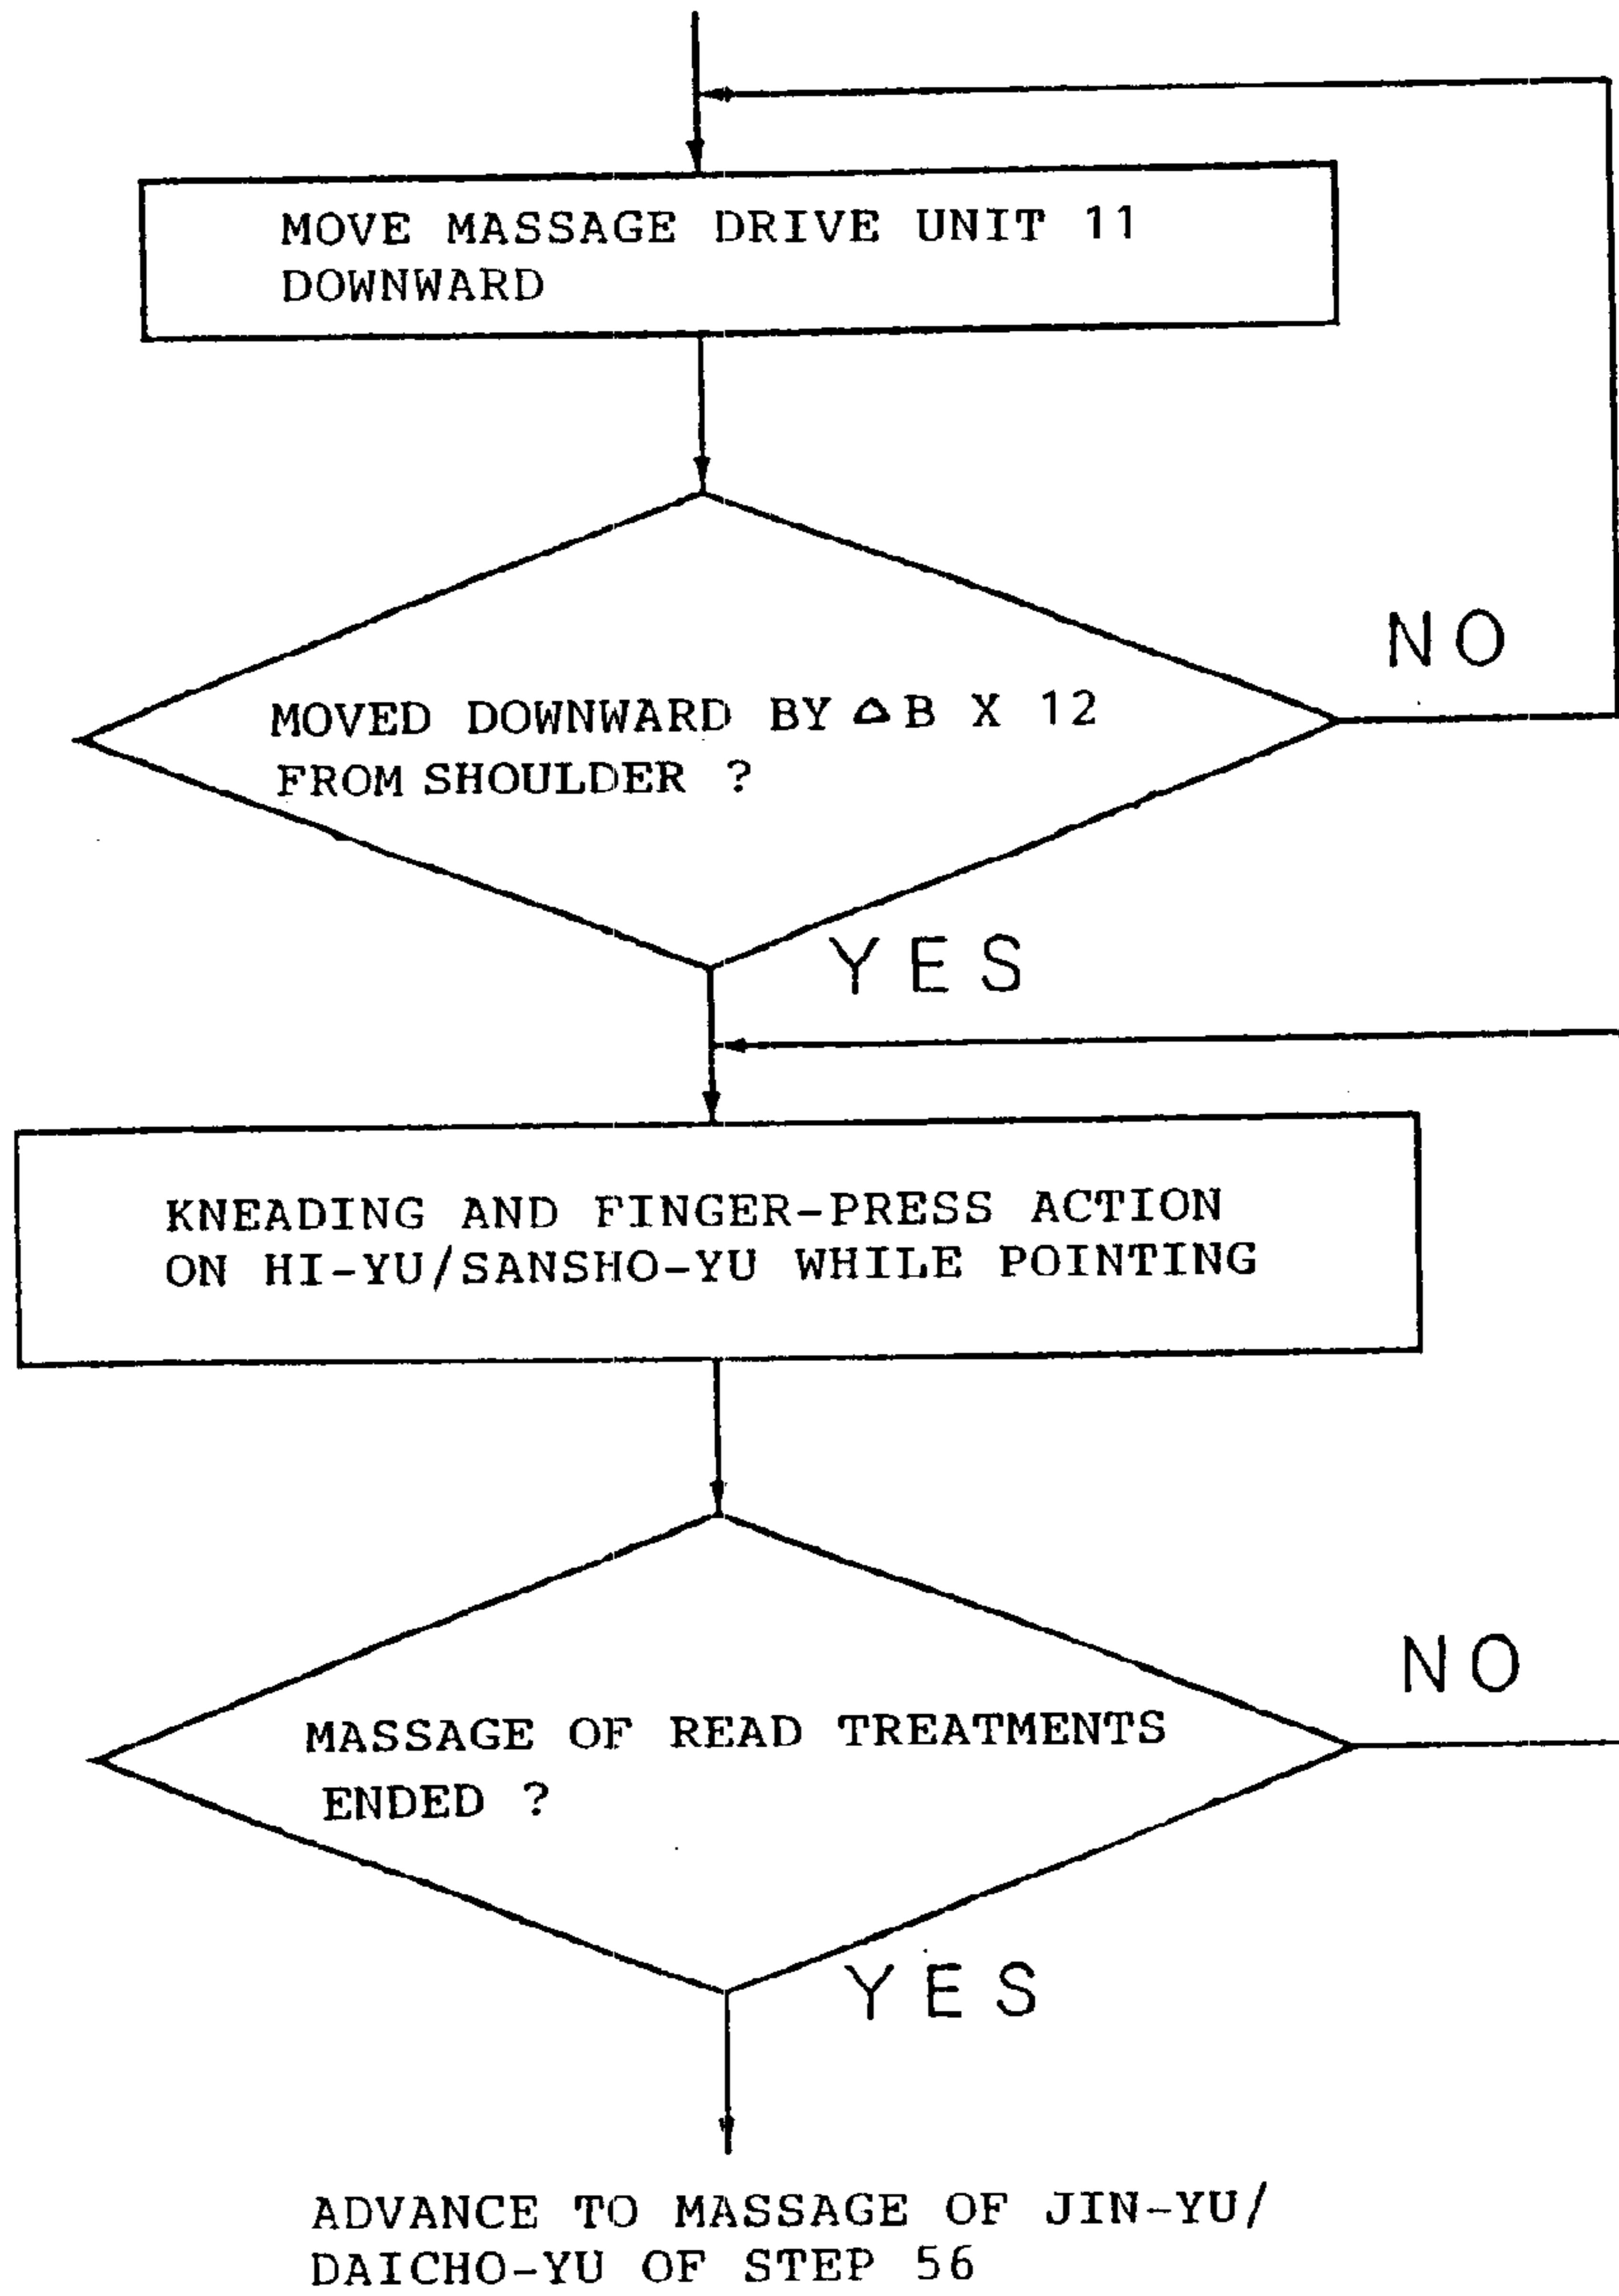 MOVE MASSAGE DRIVE UNIT 11
DOWNWARD
NO
MOVED DOWNWARD BY △B X 12
FROM SHOULDER ?
YES
KNEADING AND FINGER-PRESS ACTION
ON HI-YU/SANSHO-YU WHILE POINTING
NO
MASSAGE OF READ TREATMENTS
ENDED ?
YES
ADVANCE TO MASSAGE OF JIN-YU/
DAICHO-YU OF STEP 56